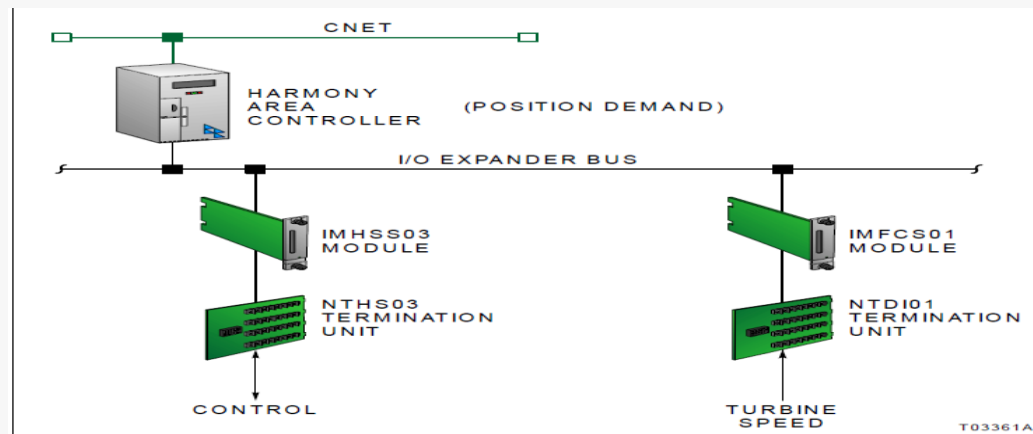 CNET
HARMONY
AREA
CONTROLLER
(POSITION DEMAND)
I/O EXPANDER BUS
IMHSS03
MODULE
IMFCS01
MODULE
NTHS03
TERMINATION
UNIT
NTDI01
TERMINATION
UNIT
CONTROL
TURBINE
SPEED
T03361A